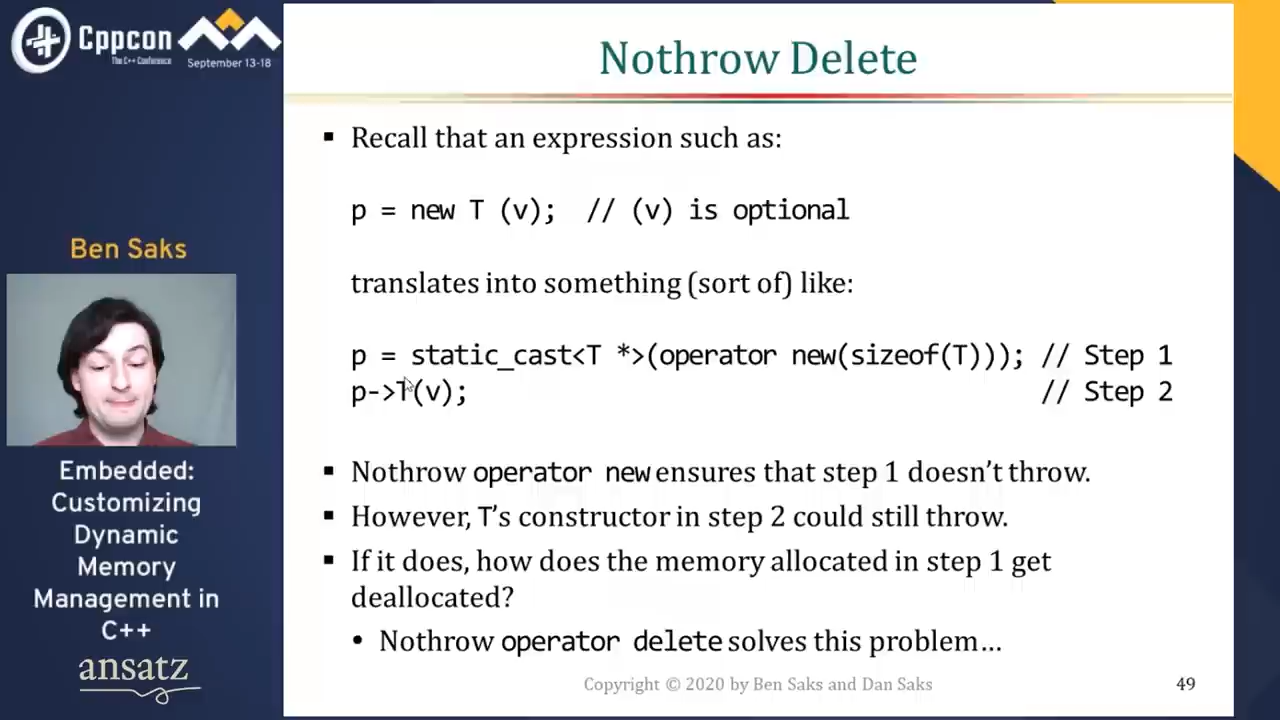 Cppcon
The C++ Conference
September 13-18
Ben Saks
Embedded:
Customizing
Dynamic
Memory
Management in
C++
ansatz
Nothrow Delete
▪ Recall that an expression such as:
p = new T (v); // (v) is optional
translates into something (sort of) like:
p = static_cast<T *>(operator new(sizeof(T))); // Step 1
p->T(v); // Step 2
▪ Nothrow operator new ensures that step 1 doesn't throw.
▪ However, T's constructor in step 2 could still throw.
▪ If it does, how does the memory allocated in step 1 get
deallocated?
• Nothrow operator delete solves this problem…
Copyright © 2020 by Ben Saks and Dan Saks
49